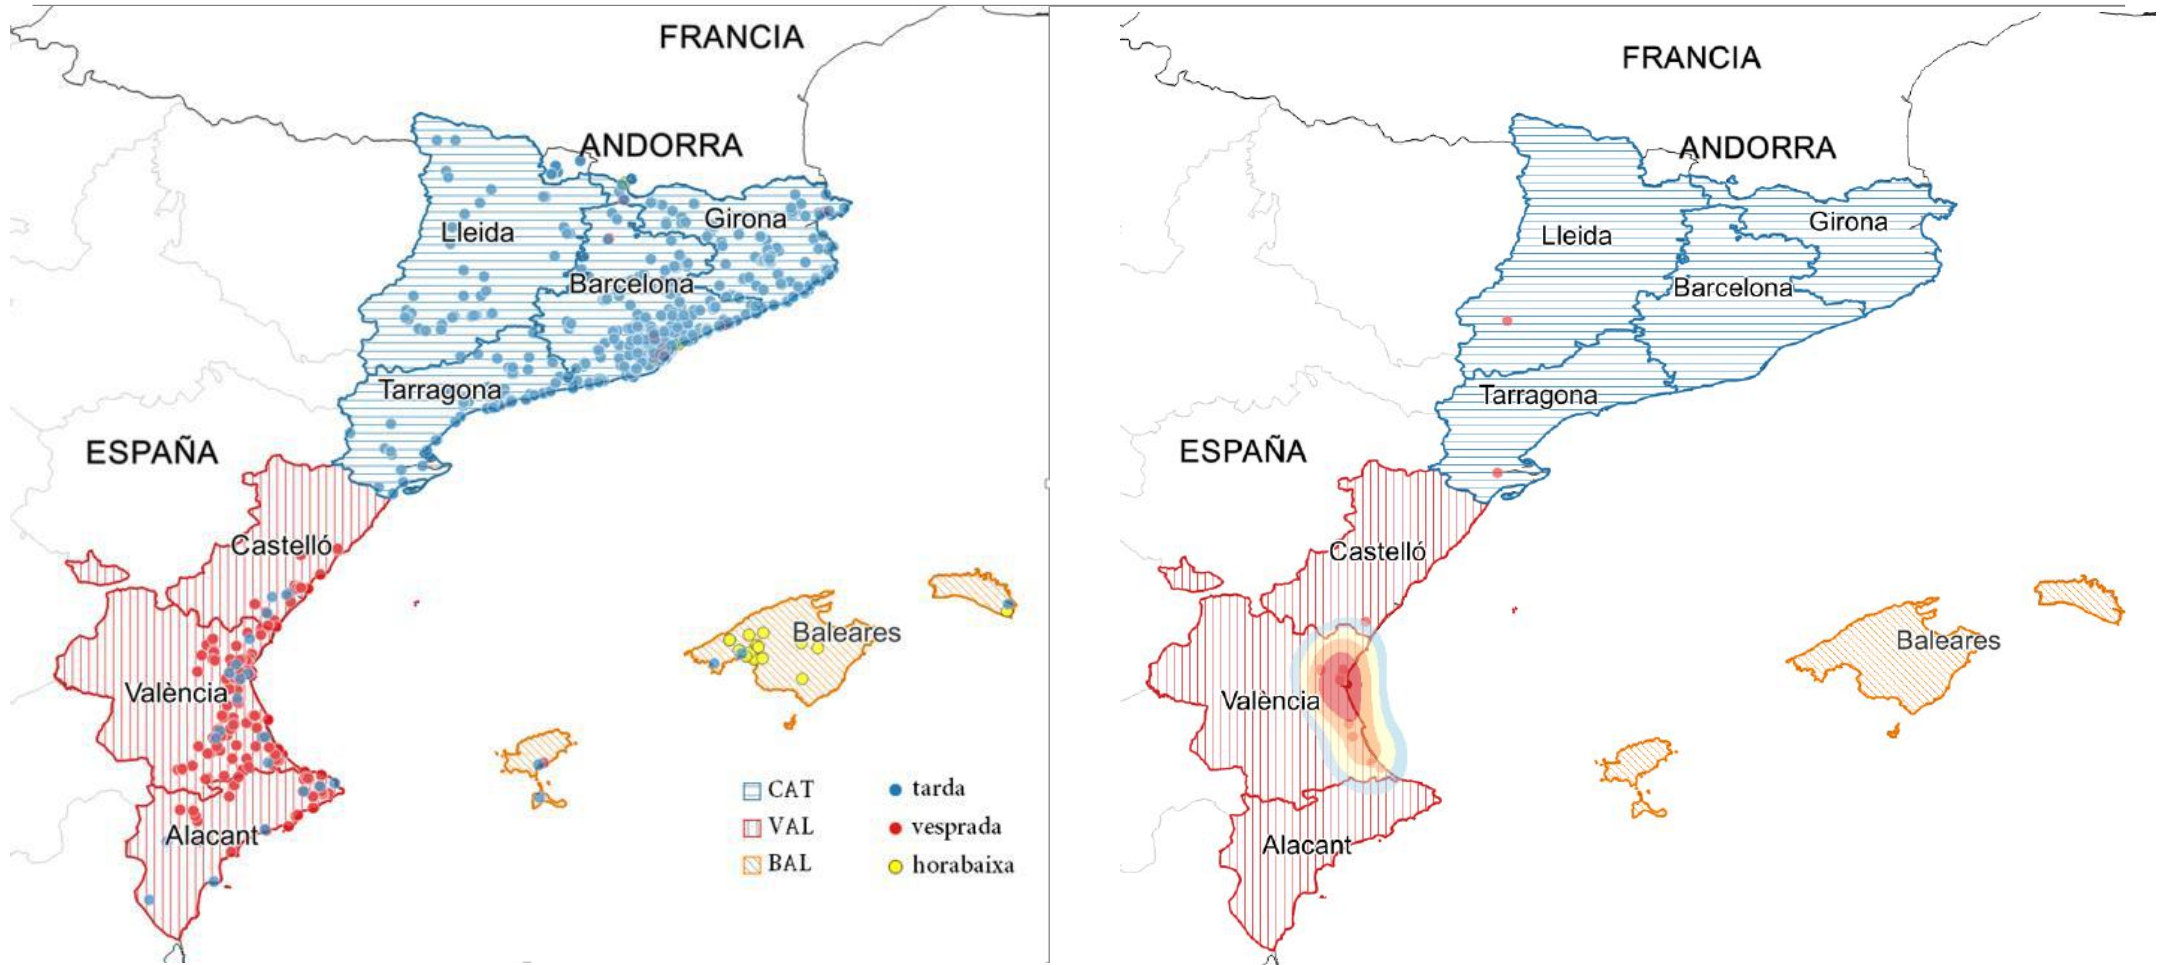 FRANCIA
ANDORRA
Lleida
Girona
Barcelona
Tarragona
ESPAÑA
Castelló
Baleares
València
Alacant
CAT
VAL
BAL
tarda
vesprada
horabaixa
FRANCIA
ANDORRA
Lleida
Girona
Barcelona
Tarragona
ESPAÑA
Castelló
Baleares
València
Alacant